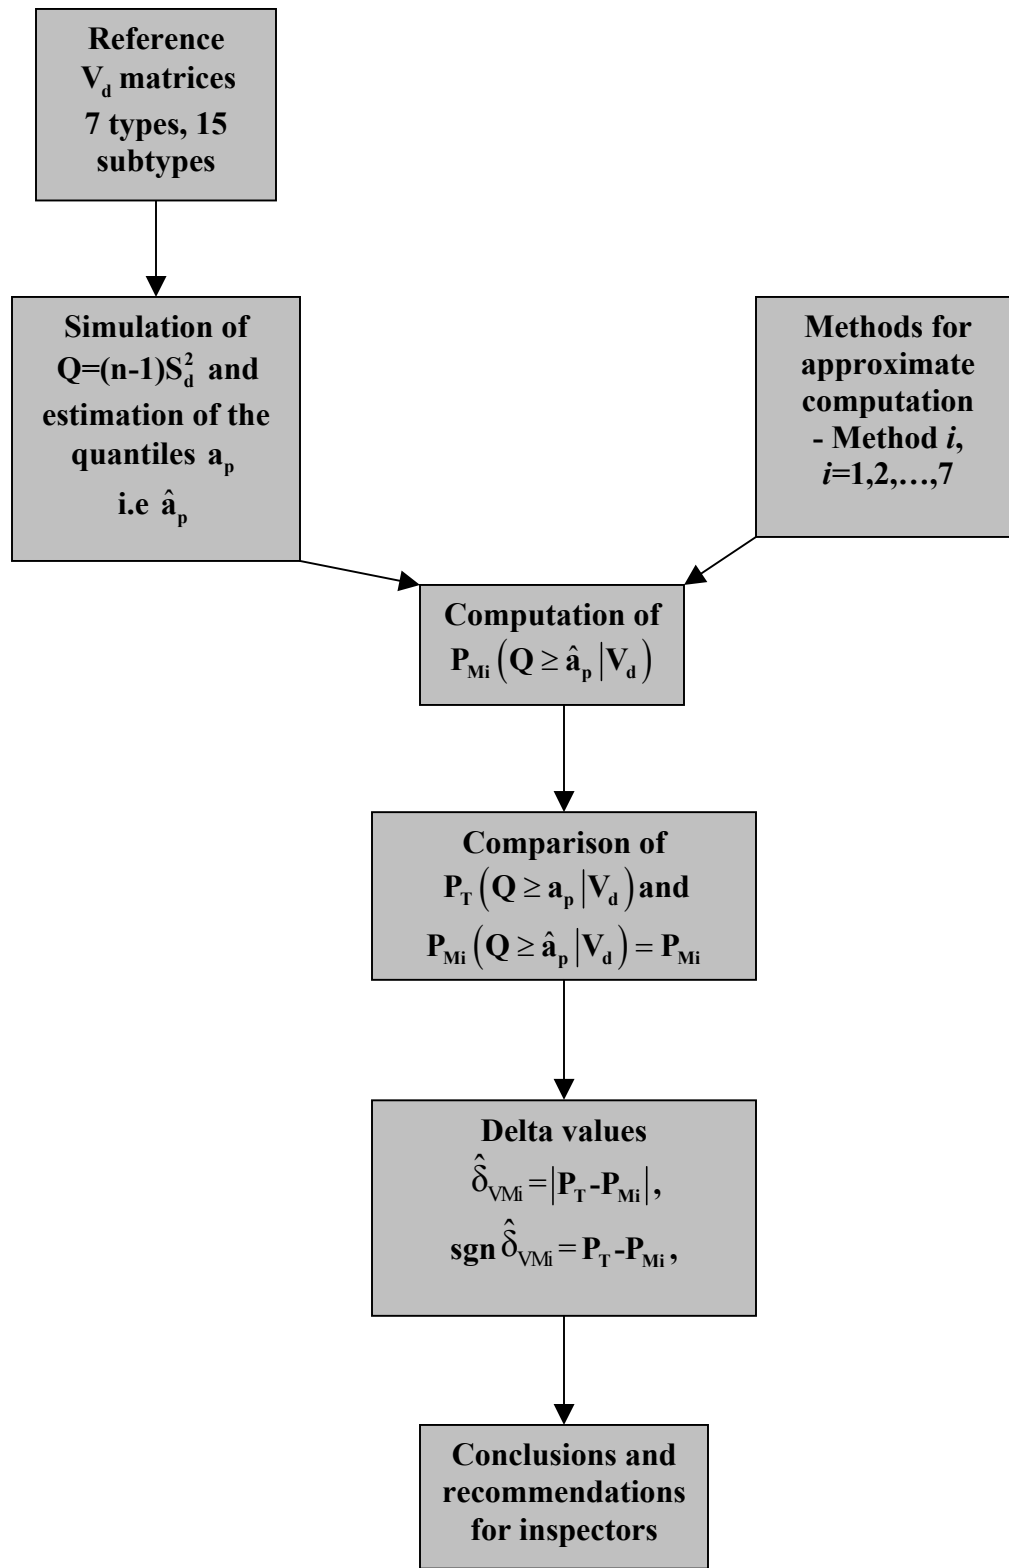 Reference
V_d matrices
7 types, 15
subtypes
Simulation of
Q=(n-1)S_d^2 and
estimation of the
quantiles a_p
i.e â_p
Methods for
approximate
computation
- Method i,
i=1,2,…,7
Computation of
P_Mi (Q ≥ â_p |V_d)
Comparison of
P_T (Q ≥ a_p |V_d) and
P_Mi (Q ≥ â_p |V_d) = P_Mi
Delta values
δ̂_VMi = |P_T - P_Mi| ,
sgn δ̂_VMi = P_T - P_Mi ,
Conclusions and
recommendations
for inspectors